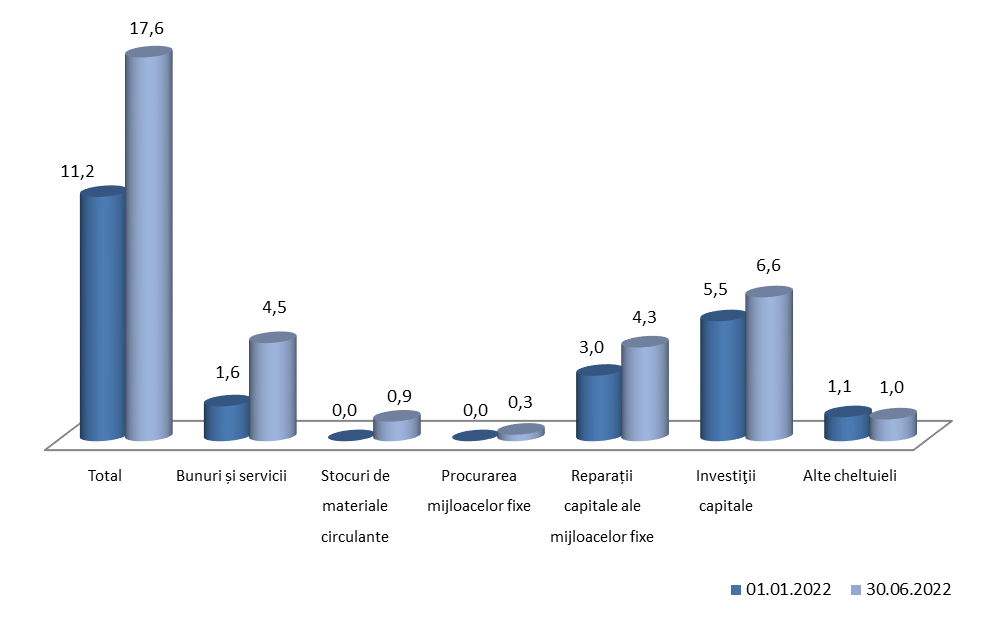 17,6
11,2
1,6
4,5
0,0
0,9
0,0
0,3
3,0
4,3
5,5
6,6
1,1
1,0
Total
Bunuri și servicii
Stocuri de
materiale
circulante
Procurarea
mijloacelor fixe
Reparații
capitale ale
mijloacelor fixe
Investiţii
capitale
Alte cheltuieli
01.01.2022
30.06.2022